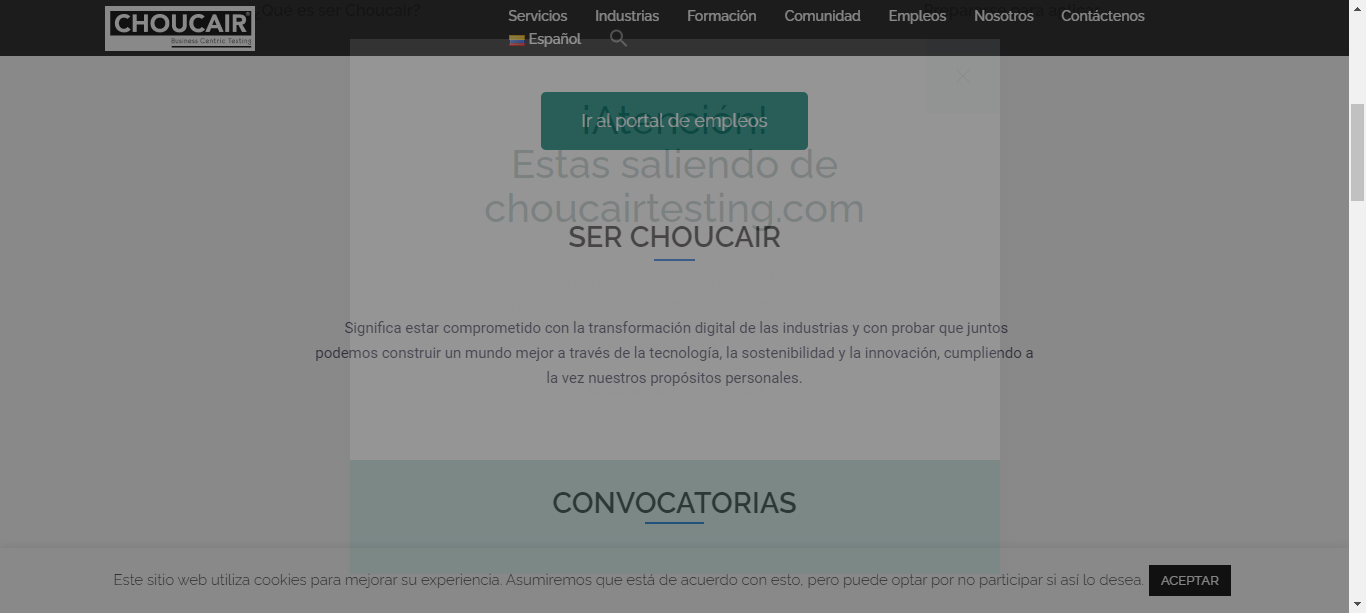 ¿Qué es ser Choucair?
CHOUCAIR
Business Centric Testing
Servicios Industrias Formación Comunidad Empleos Nosotros Contáctenos
Español
Ir al portal de empleos
¡Atención!
Estas saliendo de
choucairtesting.com
SER CHOUCAIR
Significa estar comprometido con la transformación digital de las industrias y con probar que juntos
podemos construir un mundo mejor a través de la tecnología, la sostenibilidad y la innovación, cumpliendo a
la vez nuestros propósitos personales.
CONVOCATORIAS
Este sitio web utiliza cookies para mejorar su experiencia. Asumiremos que está de acuerdo con esto, pero puede optar por no participar si así lo desea. ACEPTAR